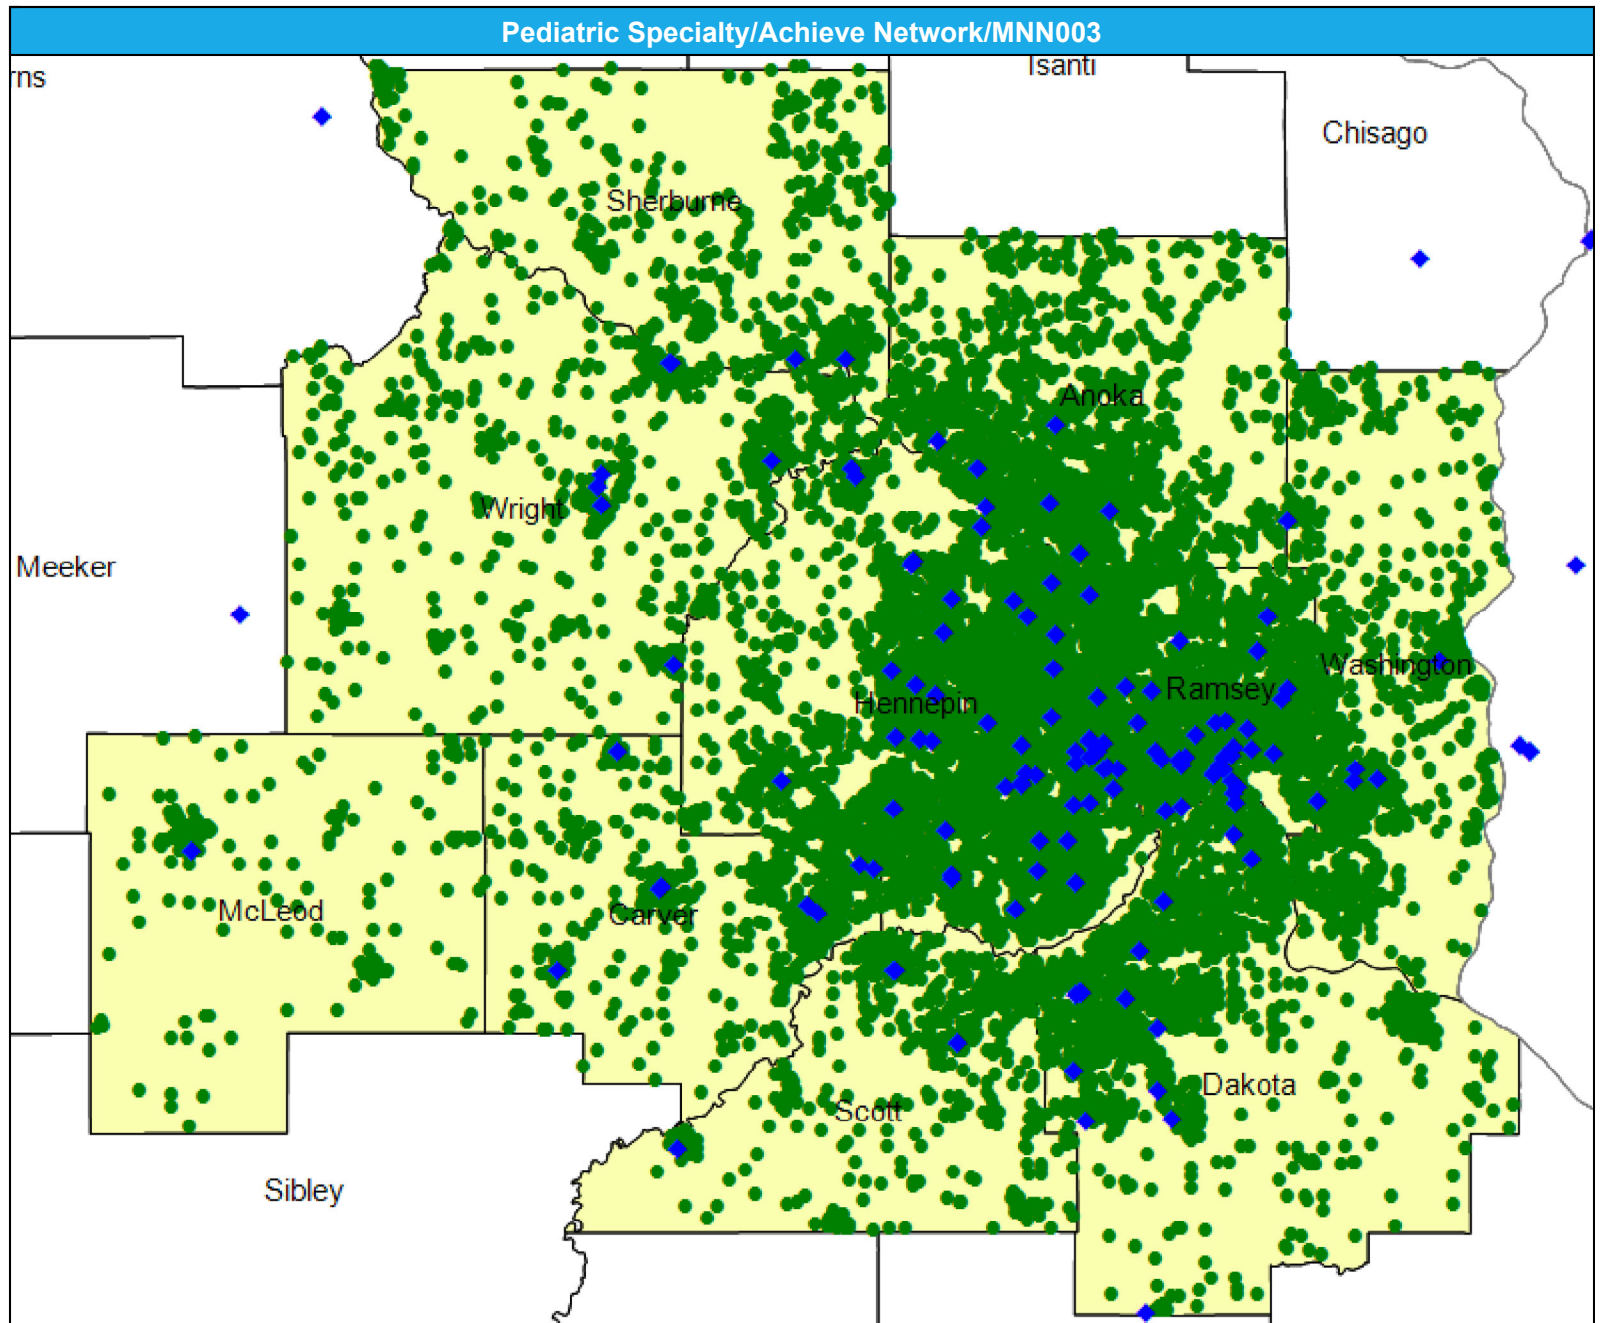 Pediatric Specialty/Achieve Network/MNN003
rns
Isanti
Chisago
Sherburne
Anoka
Wright
Meeker
Washington
Hennepin
Ramsey
McLeod
Carver
Dakota
Scott
Sibley